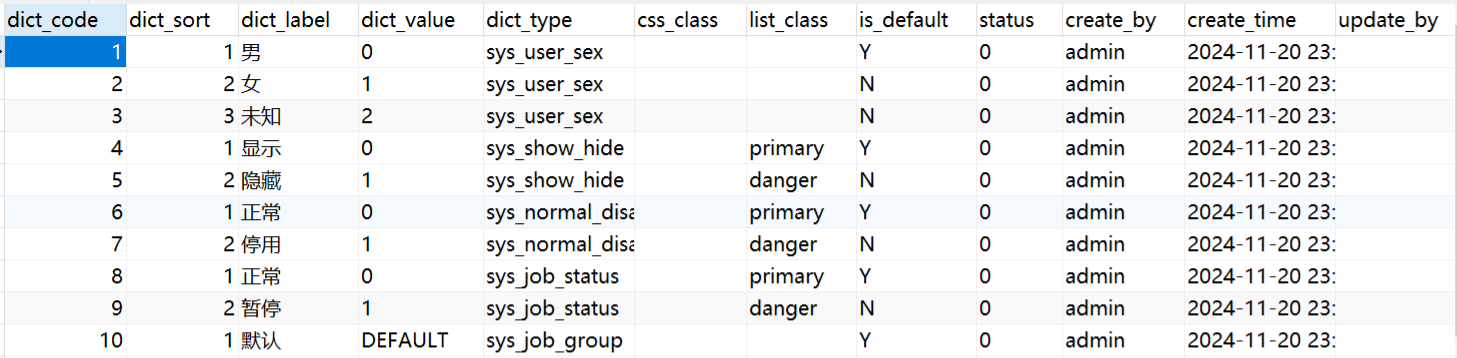 dict_code dict_sort dict_label dict_value dict_type css_class list_class is_default status create_by create_time update_by
1 1 男 0 sys_user_sex Y 0 admin 2024-11-20 23:
2 2 女 1 sys_user_sex N 0 admin 2024-11-20 23:
3 3 未知 2 sys_user_sex N 0 admin 2024-11-20 23:
4 1 显示 0 sys_show_hide primary Y 0 admin 2024-11-20 23:
5 2 隐藏 1 sys_show_hide danger N 0 admin 2024-11-20 23:
6 1 正常 0 sys_normal_disa primary Y 0 admin 2024-11-20 23:
7 2 停用 1 sys_normal_disa danger N 0 admin 2024-11-20 23:
8 1 正常 0 sys_job_status primary Y 0 admin 2024-11-20 23:
9 2 暂停 1 sys_job_status danger N 0 admin 2024-11-20 23:
10 1 默认 DEFAULT sys_job_group Y 0 admin 2024-11-20 23: